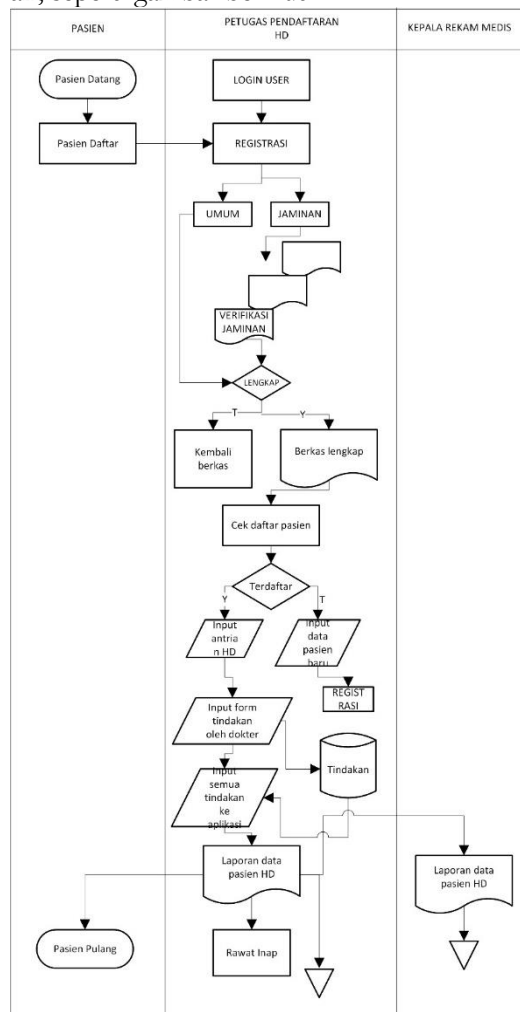 PASIEN
PETUGAS PENDAFTARAN
HD
KEPALA REKAM MEDIS
Pasien Datang
LOGIN USER
Pasien Daftar
REGISTRASI
UMUM
JAMINAN
VERIFIKASI
JAMINAN
LENGKAP
T
Y
Kembali
berkas
Berkas lengkap
Cek daftar pasien
Terdaftar
Y
T
Input
antria
n HD
Input
data
pasien
baru
REGIST
RASI
Input form
tindakan
oleh dokter
Tindakan
Input
semua
tindakan
ke
aplikasi
Laporan data
pasien HD
Laporan data
pasien HD
Pasien Pulang
Rawat Inap